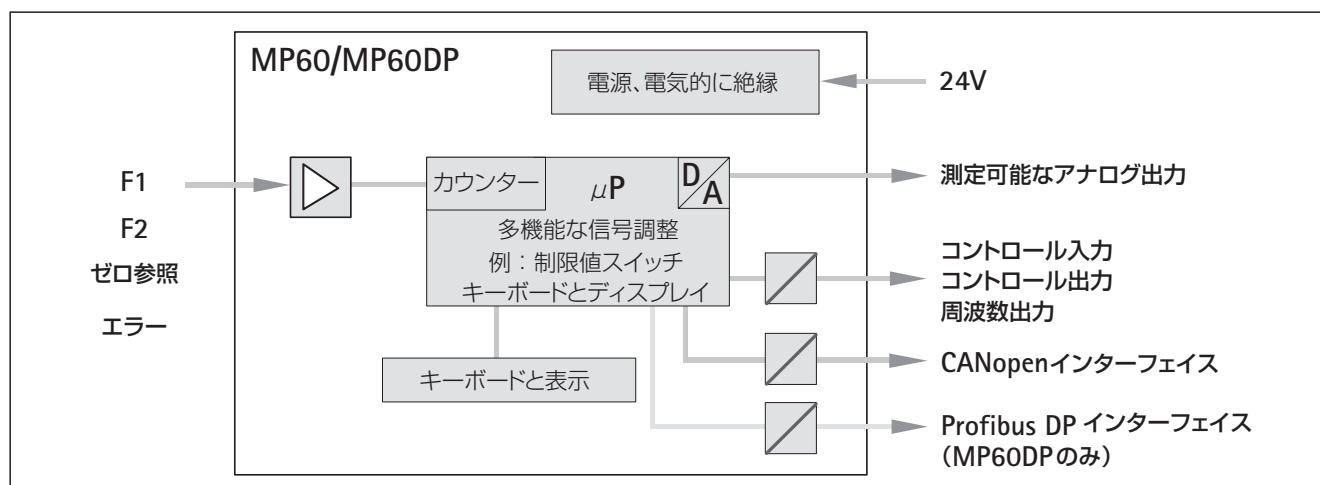 MP60/MP60DP
電源、電気的に絶縁
24V
F1
F2
ゼロ参照
エラー
カウンター
μP
D/A
多機能な信号調整
例：制限値スイッチ
キーボードとディスプレイ
キーボードと表示
測定可能なアナログ出力
コントロール入力
コントロール出力
周波数出力
CANopenインターフェイス
Profibus DP インターフェイス
（MP60DPのみ）